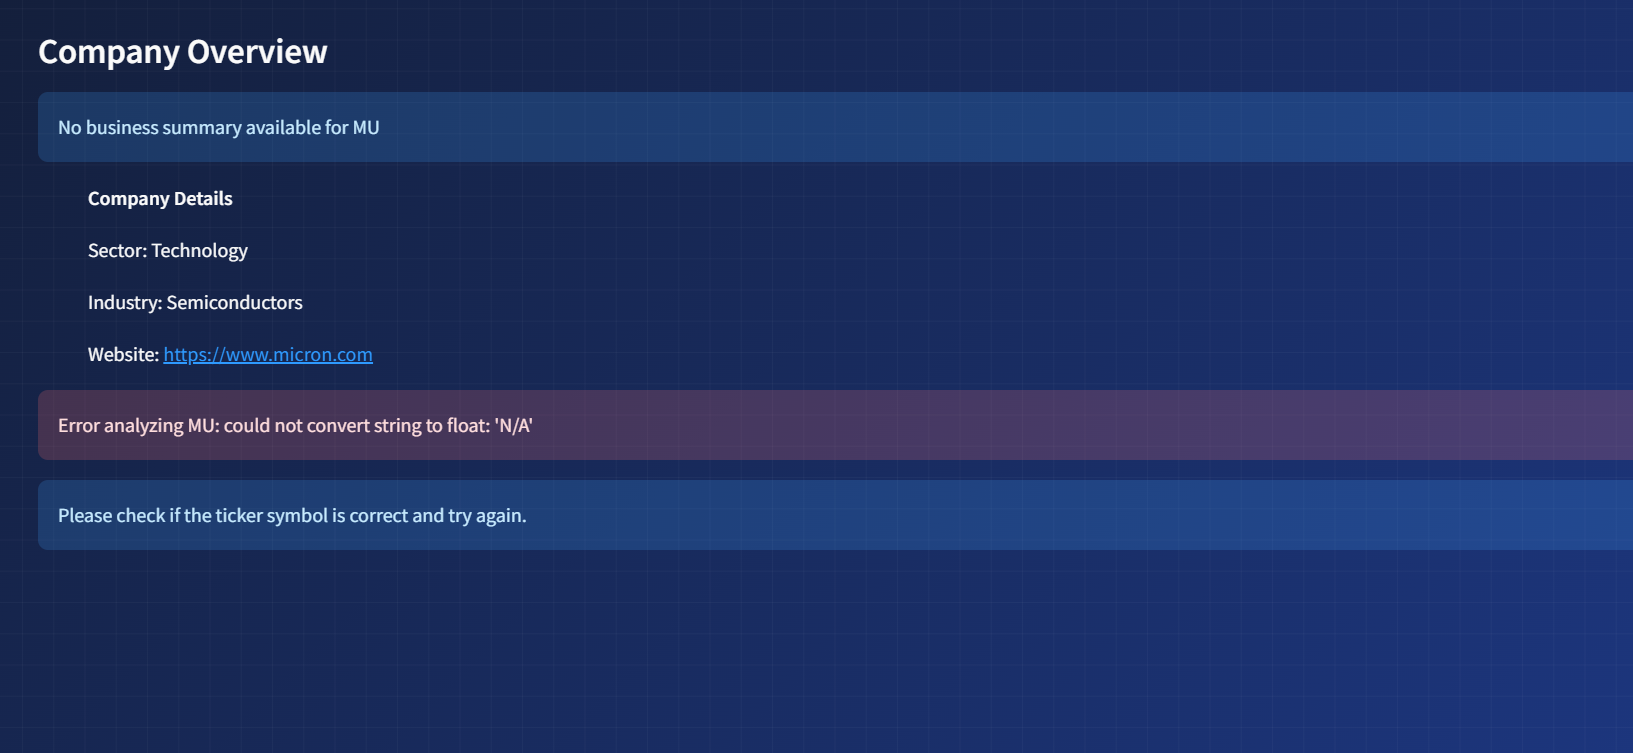 Company Overview
No business summary available for MU
Company Details
Sector: Technology
Industry: Semiconductors
Website: https://www.micron.com
Error analyzing MU: could not convert string to float: 'N/A'
Please check if the ticker symbol is correct and try again.